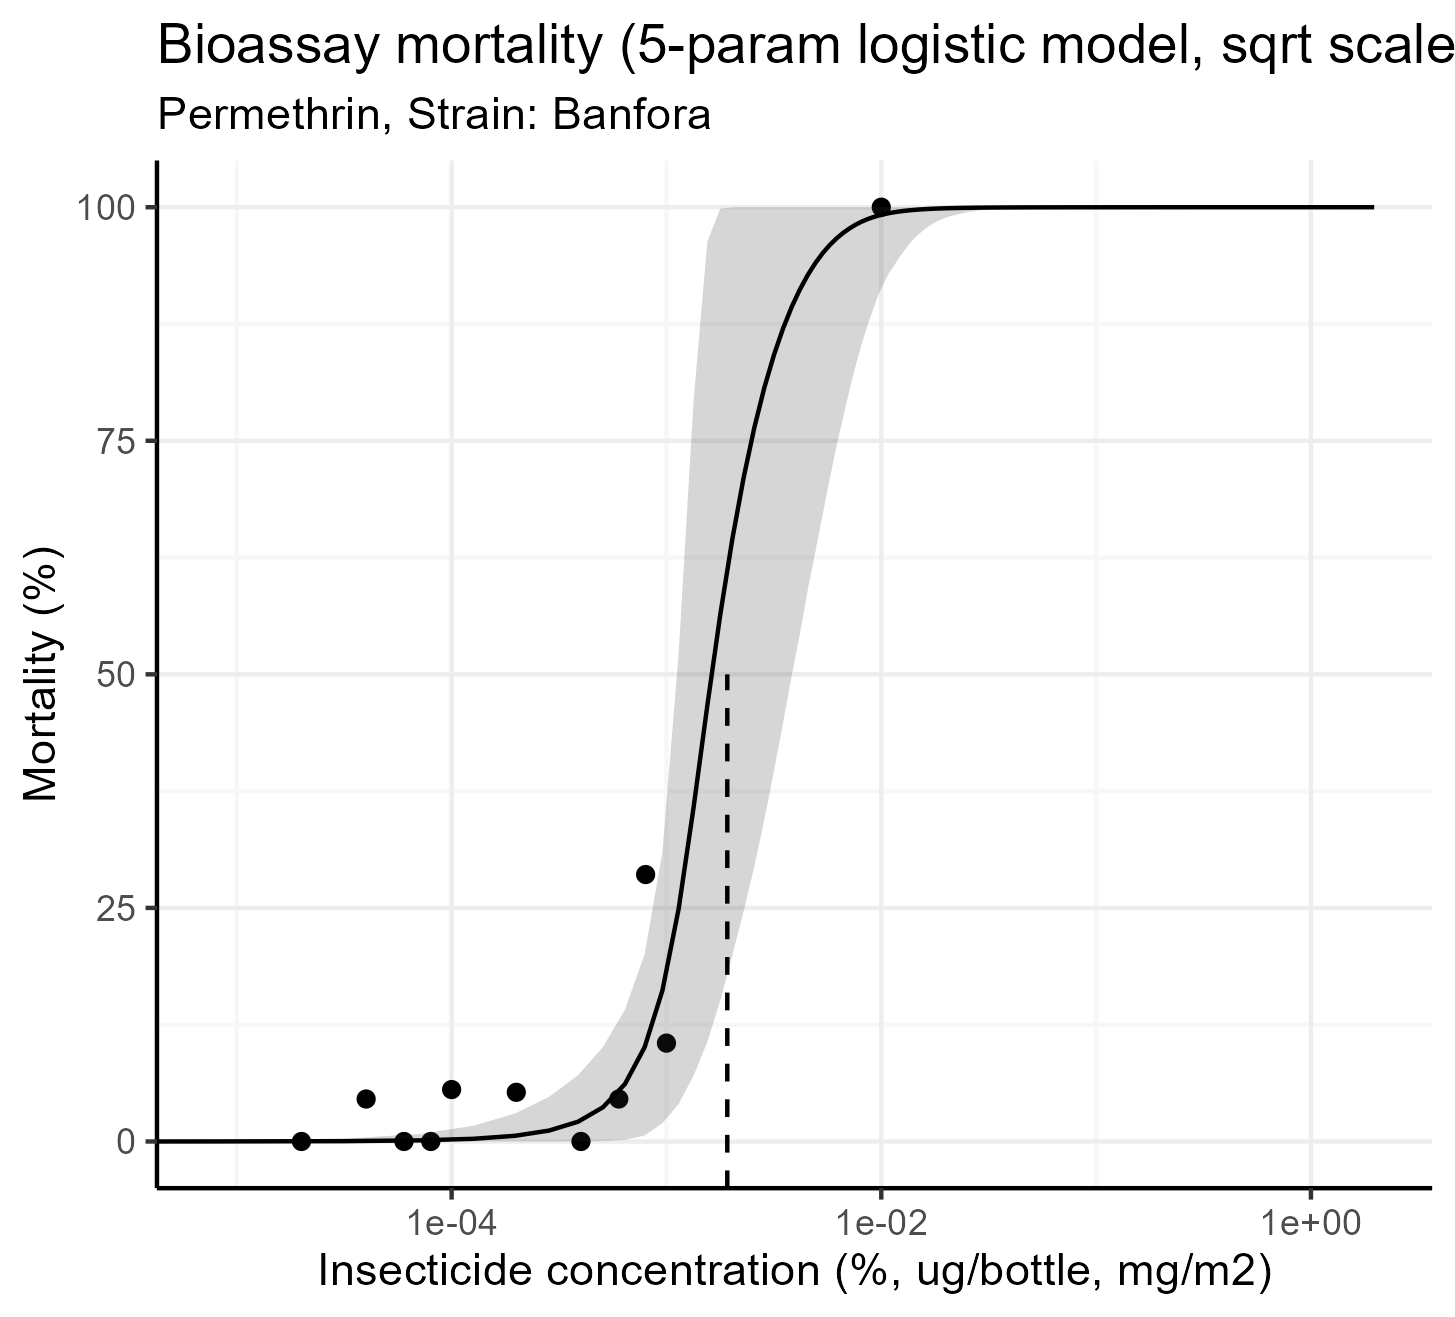 Bioassay mortality (5-param logistic model, sqrt scale
Permethrin, Strain: Banfora
Mortality (%)
100
75
50
25
0
1e-04
1e-02
1e+00
Insecticide concentration (%, ug/bottle, mg/m2)